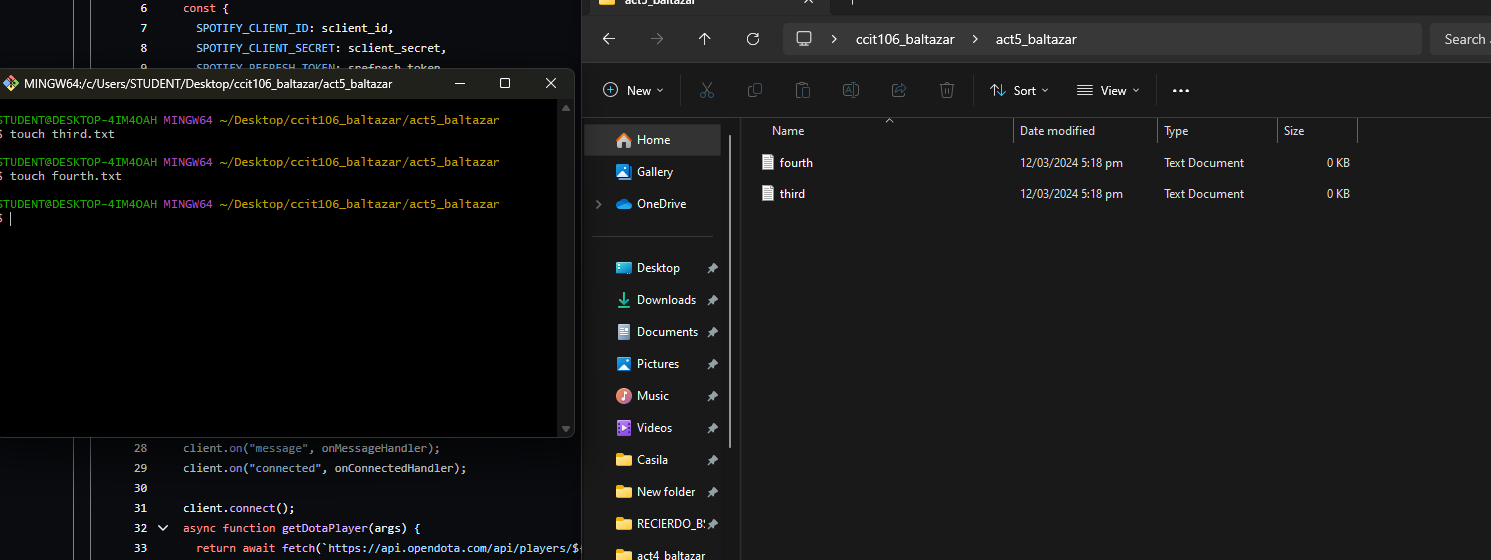 6 const {
7 SPOTIFY_CLIENT_ID: sclient_id,
8 SPOTIFY_CLIENT_SECRET: sclient_secret,
9 SPOTIFY_REFRESH_TOKEN: srefresh_token
MINGW64:/c/Users/STUDENT/Desktop/ccit106_baltazar/act5_baltazar
STUDENT@DESKTOP-4IM4OAH MINGW64 ~/Desktop/ccit106_baltazar/act5_baltazar
$ touch third.txt
STUDENT@DESKTOP-4IM4OAH MINGW64 ~/Desktop/ccit106_baltazar/act5_baltazar
$ touch fourth.txt
STUDENT@DESKTOP-4IM4OAH MINGW64 ~/Desktop/ccit106_baltazar/act5_baltazar
$
28 client.on("message", onMessageHandler);
29 client.on("connected", onConnectedHandler);
30
31 client.connect();
32 async function getDotaPlayer(args) {
33 return await fetch(`https://api.opendota.com/api/players/${
act5_baltazar
ccit106_baltazar > act5_baltazar
Search
New
Sort
View
Home
Gallery
OneDrive
Desktop
Downloads
Documents
Pictures
Music
Videos
Casila
New folder
RECIERDO_BS
act4_baltazar
Name Date modified Type Size
fourth 12/03/2024 5:18 pm Text Document 0 KB
third 12/03/2024 5:18 pm Text Document 0 KB